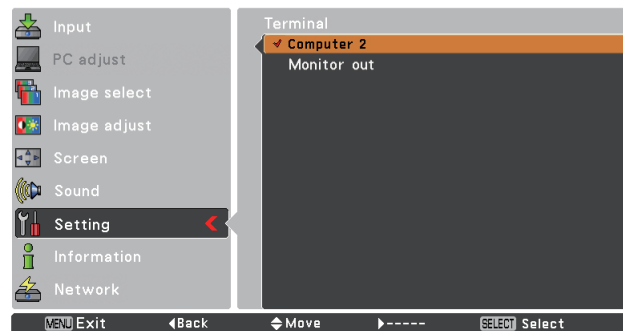 Input
PC adjust
Image select
Image adjust
Screen
Sound
Setting
Information
Network
Terminal
Computer 2
Monitor out
MENU Exit ◀Back Move ▶----- SELECT Select